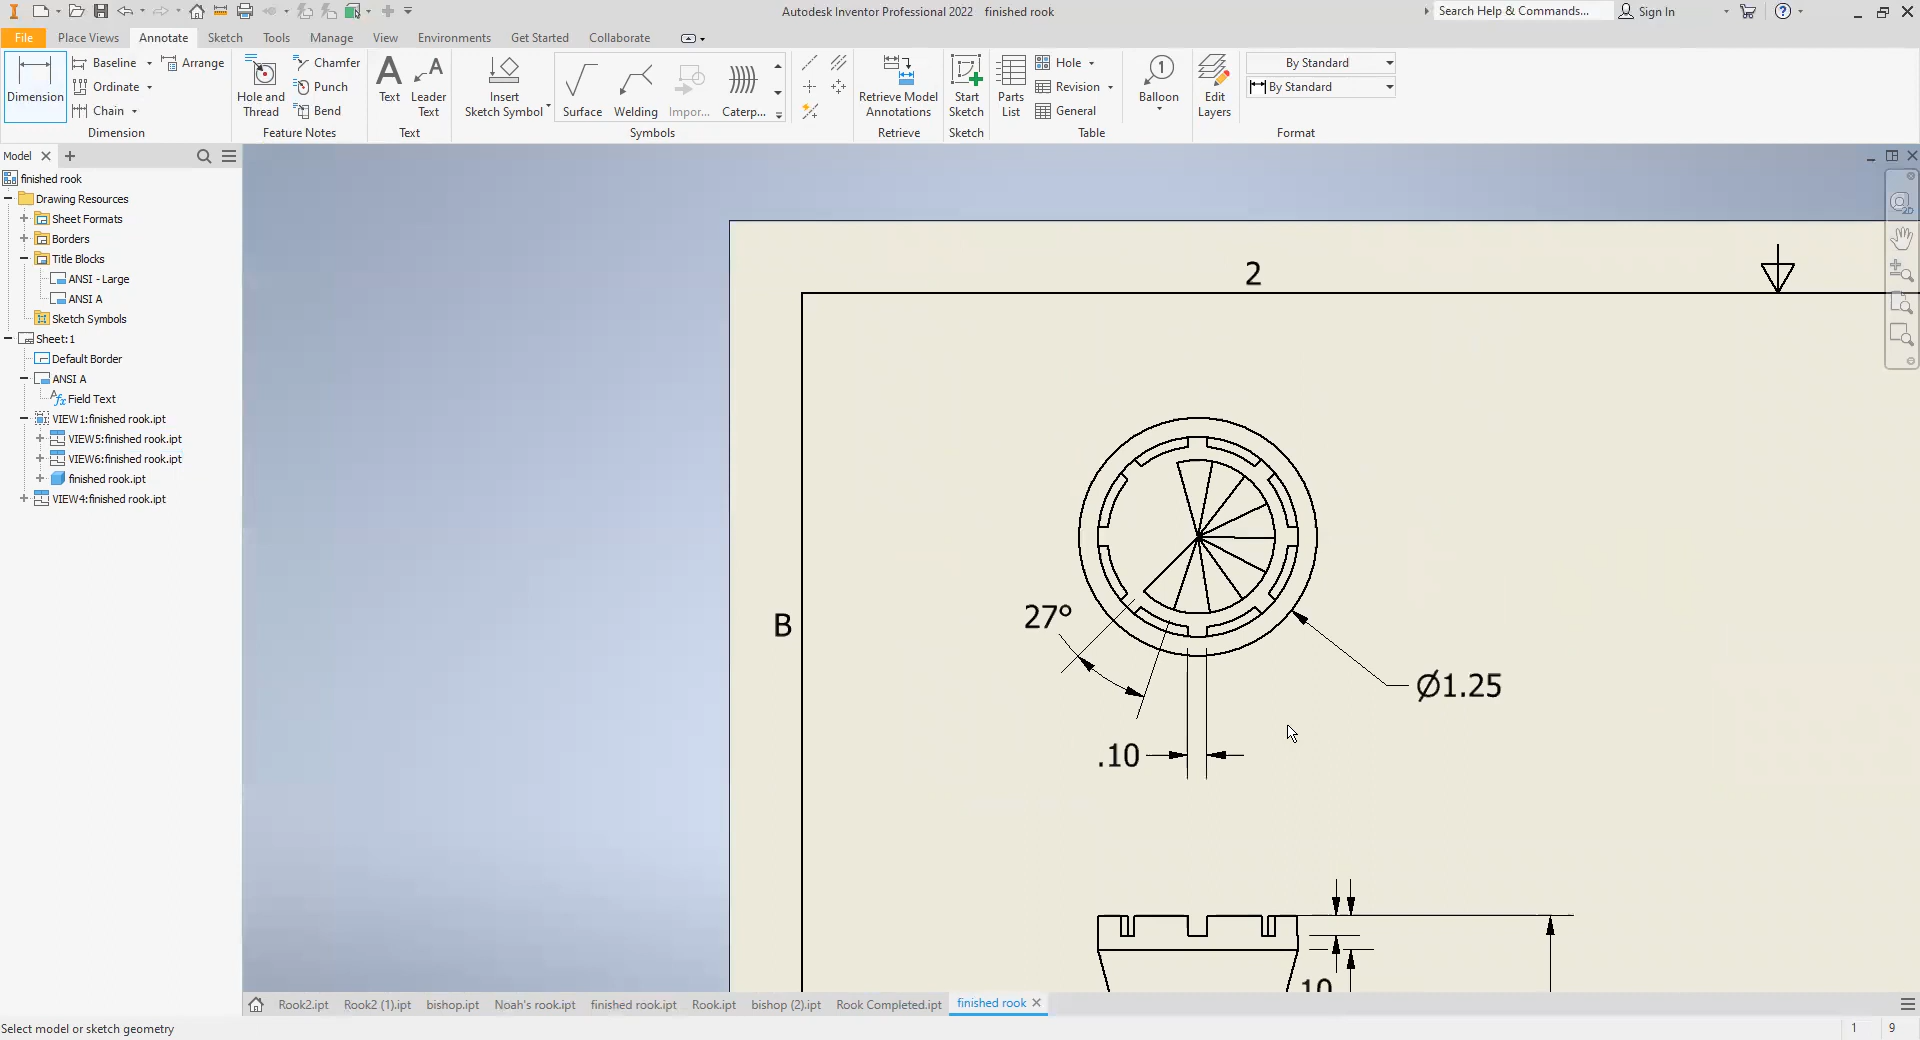 Autodesk Inventor Professional 2022 finished rook
Search Help & Commands... Sign In
File Place Views Annotate Sketch Tools Manage View Environments Get Started Collaborate
Dimension
Baseline
Ordinate
Chain
Arrange
Dimension
Hole and
Thread
Chamfer
Punch
Bend
Feature Notes
Text
Leader
Text
Text
Insert
Sketch Symbol
Surface Welding Impor... Caterp...
Symbols
Retrieve Model
Annotations
Retrieve
Start
Sketch
Sketch
Parts
List
Hole
Revision
General
Table
Balloon
Edit
Layers
By Standard
By Standard
Format
Model
finished rook
Drawing Resources
Sheet Formats
Borders
Title Blocks
ANSI - Large
ANSI A
Sketch Symbols
Sheet:1
Default Border
ANSI A
Field Text
VIEW1:finished rook.ipt
VIEW5:finished rook.ipt
VIEW6:finished rook.ipt
finished rook.ipt
VIEW4:finished rook.ipt
2D
2
B
27°
Ø1.25
.10
.10
Rook2.ipt Rook2 (1).ipt bishop.ipt Noah's rook.ipt finished rook.ipt Rook.ipt bishop (2).ipt Rook Completed.ipt finished rook
Select model or sketch geometry
1 9